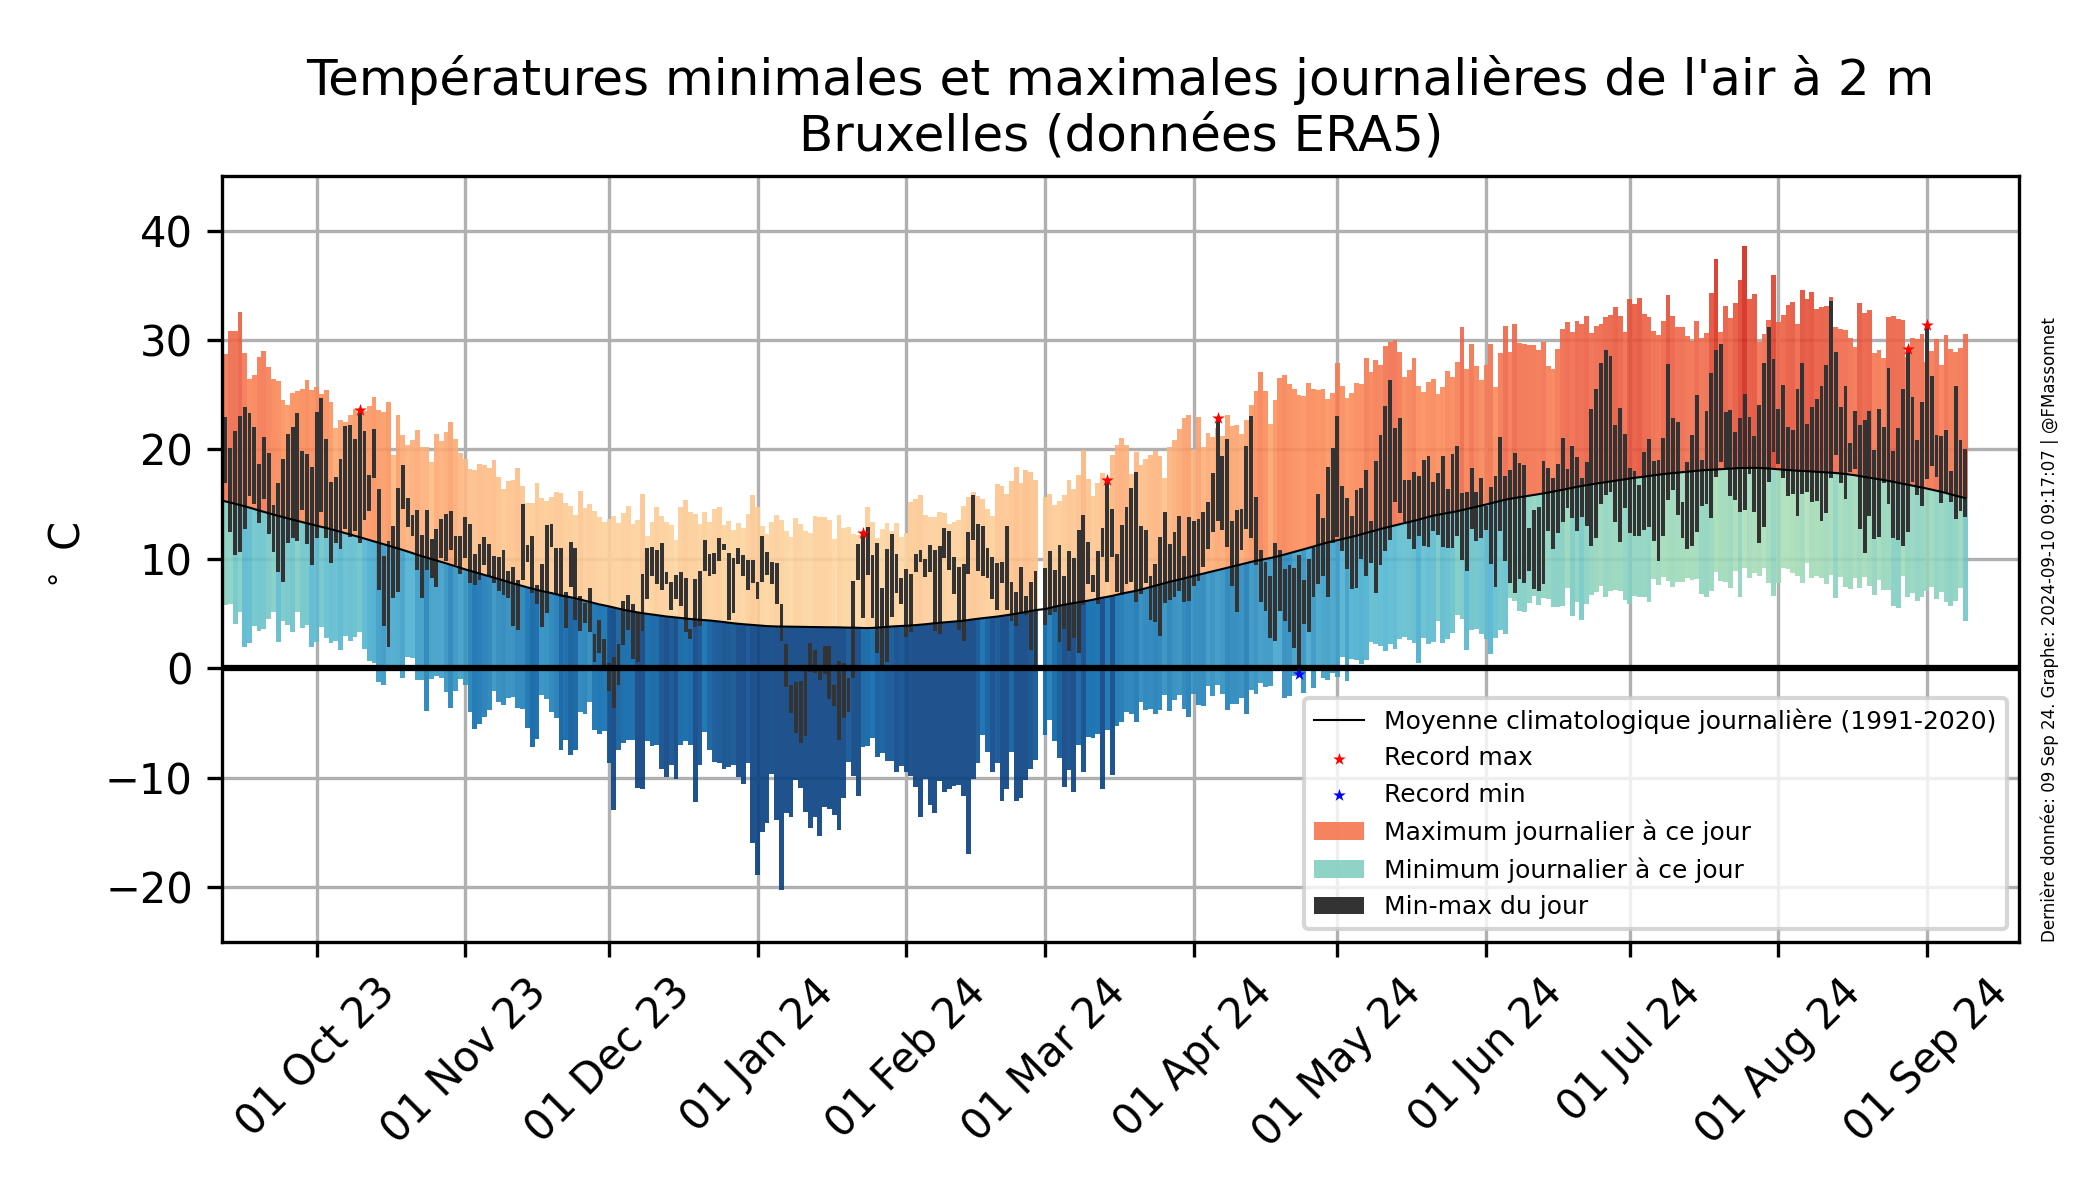 Températures minimales et maximales journalières de l'air à 2 m
Bruxelles (données ERA5)
° C
40
30
20
10
0
−10
−20
01 Oct 23
01 Nov 23
01 Dec 23
01 Jan 24
01 Feb 24
01 Mar 24
01 Apr 24
01 May 24
01 Jun 24
01 Jul 24
01 Aug 24
01 Sep 24
Moyenne climatologique journalière (1991-2020)
Record max
Record min
Maximum journalier à ce jour
Minimum journalier à ce jour
Min-max du jour
Dernière donnée: 09 Sep 24. Graphe: 2024-09-10 09:17:07 | @FMassonnet